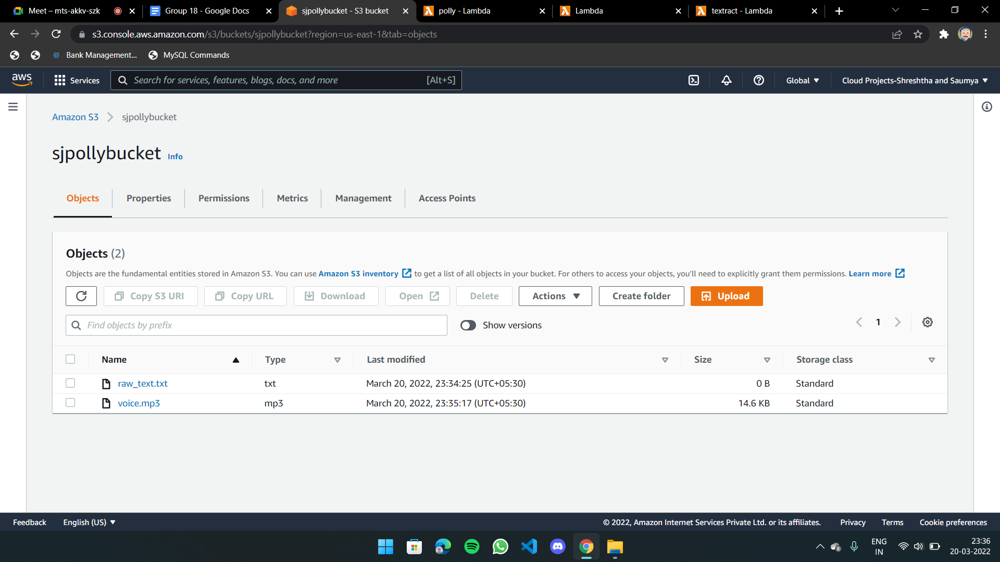 Meet – mts-akkv-szk
Group 18 - Google Docs
sjpollybucket - S3 bucket
polly - Lambda
Lambda
textract - Lambda
s3.console.aws.amazon.com/s3/buckets/sjpollybucket?region=us-east-1&tab=objects
Bank Management...
MySQL Commands
aws
Services
Search for services, features, blogs, docs, and more
[Alt+S]
Global
Cloud Projects-Shreshtha and Saumya
Amazon S3
sjpollybucket
sjpollybucket Info
Objects
Properties
Permissions
Metrics
Management
Access Points
Objects (2)
Objects are the fundamental entities stored in Amazon S3. You can use Amazon S3 inventory to get a list of all objects in your bucket. For others to access your objects, you'll need to explicitly grant them permissions. Learn more
Copy S3 URI
Copy URL
Download
Open
Delete
Actions
Create folder
Upload
Find objects by prefix
Show versions
1
Name
Type
Last modified
Size
Storage class
raw_text.txt
txt
March 20, 2022, 23:34:25 (UTC+05:30)
0 B
Standard
voice.mp3
mp3
March 20, 2022, 23:35:17 (UTC+05:30)
14.6 KB
Standard
Feedback
English (US)
© 2022, Amazon Internet Services Private Ltd. or its affiliates.
Privacy
Terms
Cookie preferences
ENG
IN
23:36
20-03-2022